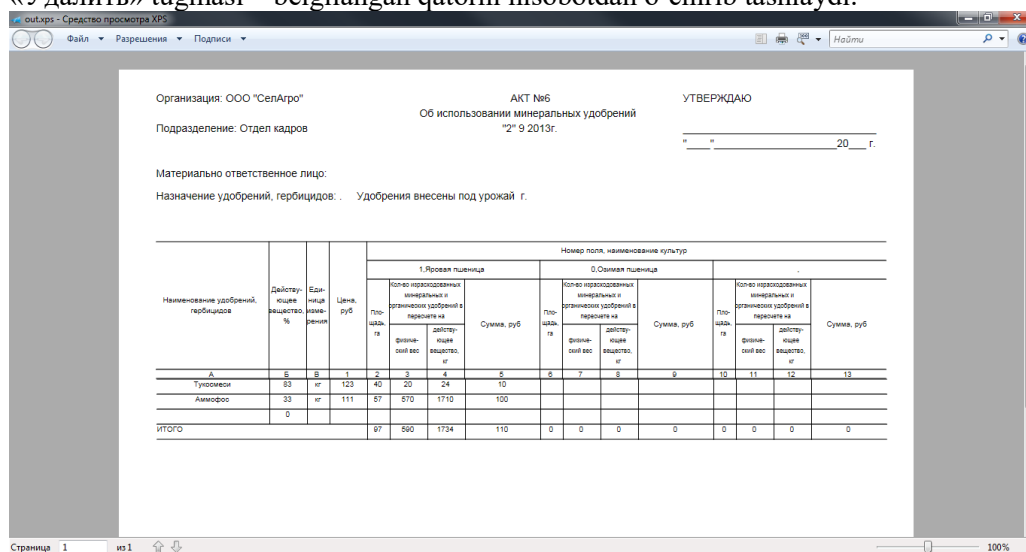 «Удалить» tugmasi – belgilangan qatorni hisobotdan o‘chirib tashlaydi.
out.xps - Средство просмотра XPS
Файл Разрешения Подписи Найти
Организация: ООО "СелАгро" АКТ №6 УТВЕРЖДАЮ
Об использовании минеральных удобрений
Подразделение: Отдел кадров "2" 9 2013г.
"____"____________________20___ г.
Материально ответственное лицо:
Назначение удобрений, гербицидов: . Удобрения внесены под урожай г.
Номер поля, наименование культур
1,Яровая пшеница 0,Озимая пшеница ,
Наименование удобрений, гербицидов
Действу-
ющее
вещество,
%
Еди-
ница
изме-
рения
Цена,
руб
Пло-
щадь,
га
Кол-во израсходованных
минеральных и
органических удобрений в
пересчете на
физиче-
ский вес
действу-
ющее
вещество,
кг
Сумма, руб
Пло-
щадь,
га
Кол-во израсходованных
минеральных и
органических удобрений в
пересчете на
физиче-
ский вес
действу-
ющее
вещество,
кг
Сумма, руб
Пло-
щадь,
га
Кол-во израсходованных
минеральных и
органических удобрений в
пересчете на
физиче-
ский вес
действу-
ющее
вещество,
кг
Сумма, руб
А Б В 1 2 3 4 5 6 7 8 9 10 11 12 13
Тукосмеси 83 кг 123 40 20 24 10
Аммофос 33 кг 111 57 570 1710 100
0
ИТОГО 97 590 1734 110 0 0 0 0 0 0 0 0
Страница 1 из 1 100%